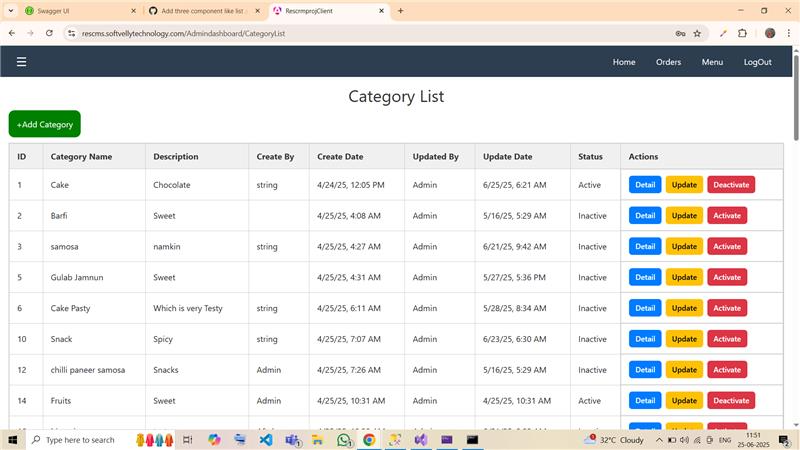 Swagger UI
Add three component like list
RescrmprojClient
rescms.softvellytechnology.com/Admindashboard/CategoryList
Home Orders Menu LogOut
Category List
+Add Category
ID Category Name Description Create By Create Date Updated By Update Date Status Actions
1 Cake Chocolate string 4/24/25, 12:05 PM Admin 6/25/25, 6:21 AM Active Detail Update Deactivate
2 Barfi Sweet 4/25/25, 4:08 AM Admin 5/16/25, 5:29 AM Inactive Detail Update Activate
3 samosa namkin string 4/25/25, 4:27 AM Admin 6/21/25, 9:42 AM Inactive Detail Update Activate
5 Gulab Jamnun Sweet 4/25/25, 4:31 AM Admin 5/27/25, 5:36 PM Inactive Detail Update Activate
6 Cake Pasty Which is very Testy string 4/25/25, 6:11 AM Admin 5/28/25, 8:34 AM Inactive Detail Update Activate
10 Snack Spicy string 4/25/25, 7:07 AM Admin 6/23/25, 6:30 AM Inactive Detail Update Activate
12 chilli paneer samosa Snacks Admin 4/25/25, 7:26 AM Admin 5/16/25, 5:29 AM Inactive Detail Update Activate
14 Fruits Sweet Admin 4/25/25, 10:31 AM Admin 4/25/25, 10:31 AM Active Detail Update Deactivate
Type here to search
32°C Cloudy
ENG
11:51
25-06-2025